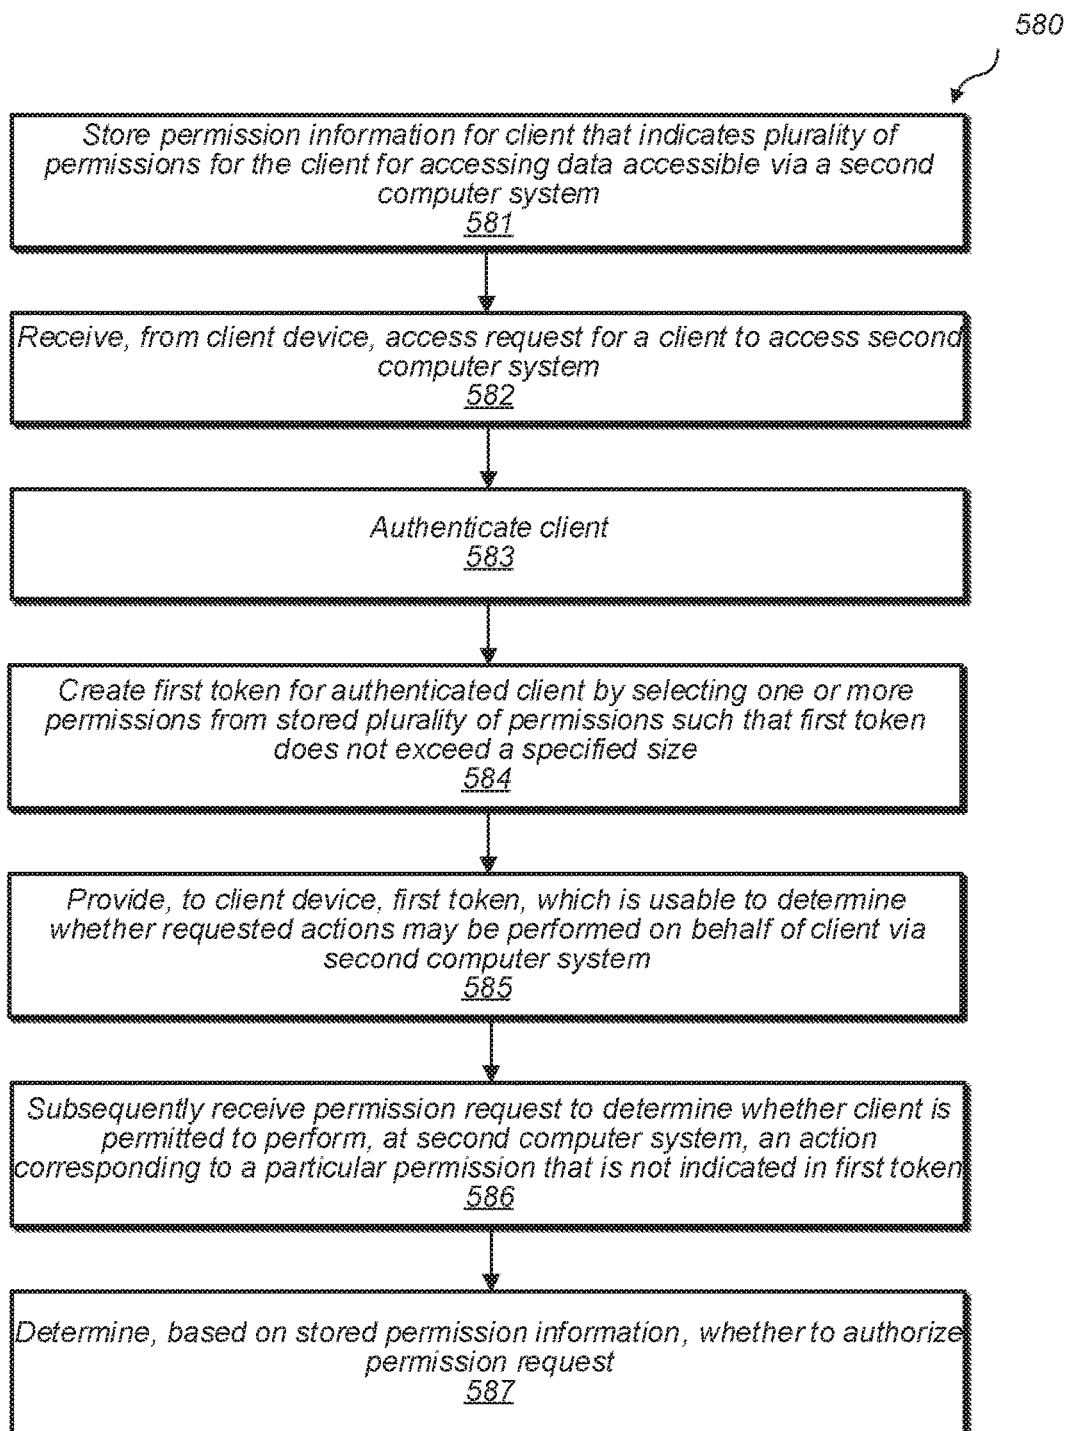 580
Store permission information for client that indicates plurality of
permissions for the client for accessing data accessible via a second
computer system
581
Receive, from client device, access request for a client to access second
computer system
582
Authenticate client
583
Create first token for authenticated client by selecting one or more
permissions from stored plurality of permissions such that first token
does not exceed a specified size
584
Provide, to client device, first token, which is usable to determine
whether requested actions may be performed on behalf of client via
second computer system
585
Subsequently receive permission request to determine whether client is
permitted to perform, at second computer system, an action
corresponding to a particular permission that is not indicated in first token
586
Determine, based on stored permission information, whether to authorize
permission request
587